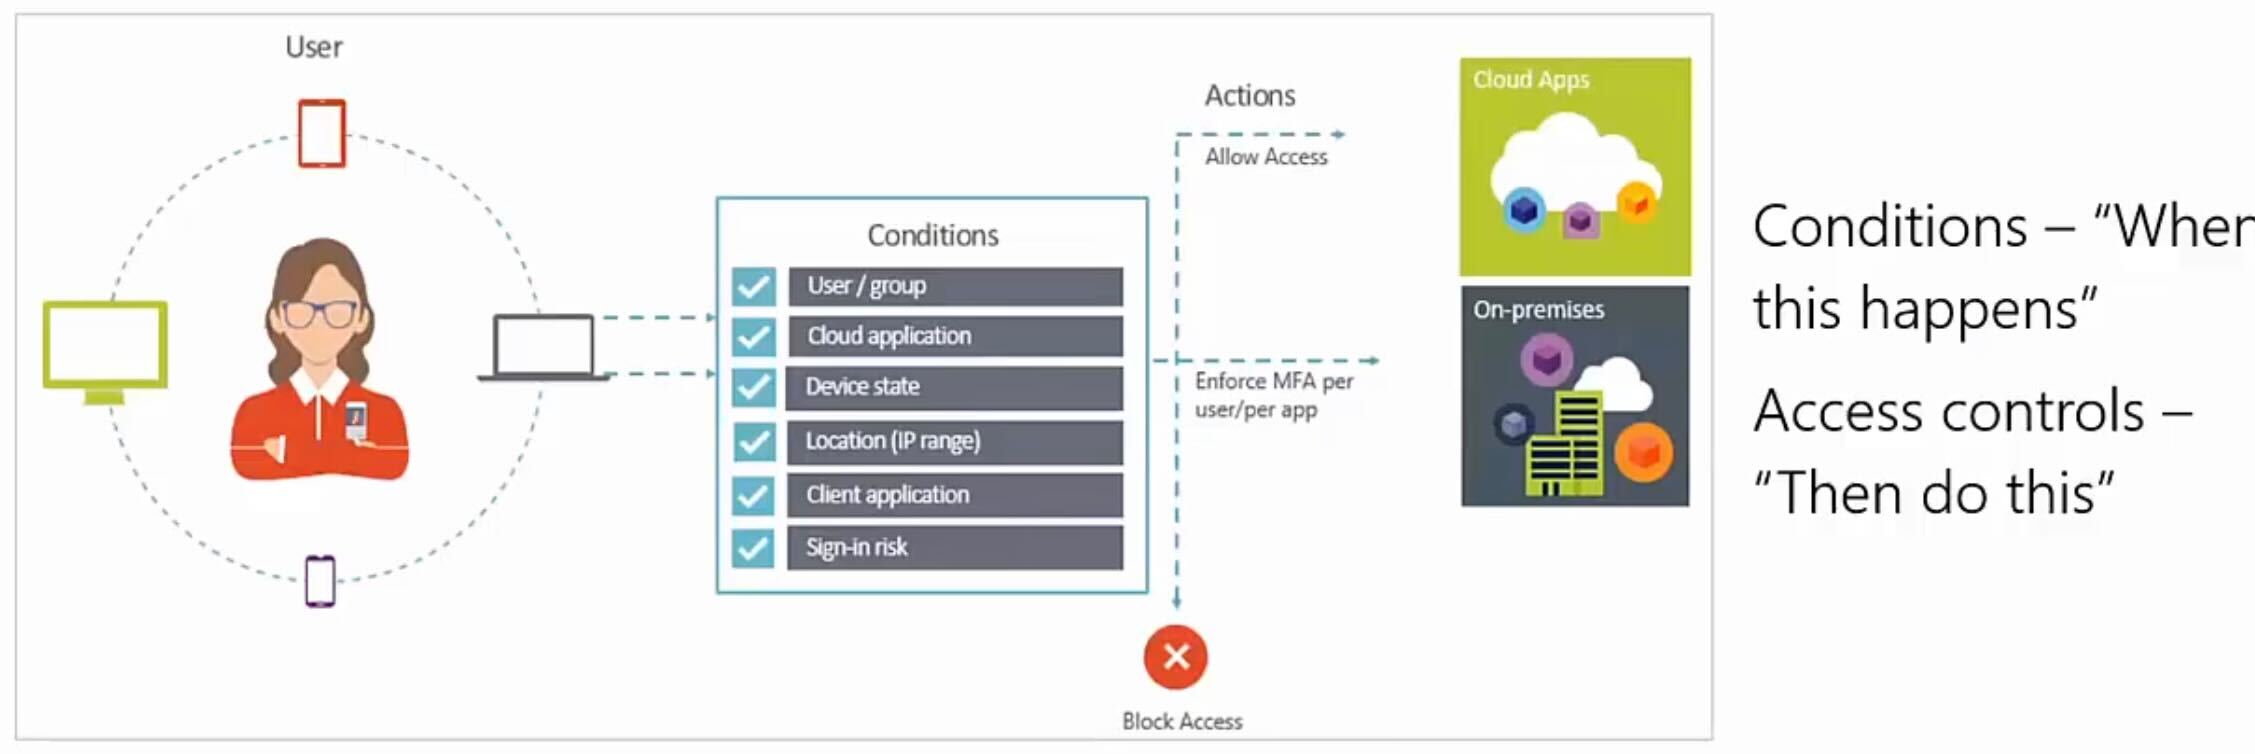 User
Conditions
User / group
Cloud application
Device state
Location (IP range)
Client application
Sign-in risk
Actions
Allow Access
Enforce MFA per
user/per app
Block Access
Cloud Apps
On-premises
Conditions – “When
this happens”
Access controls –
“Then do this”